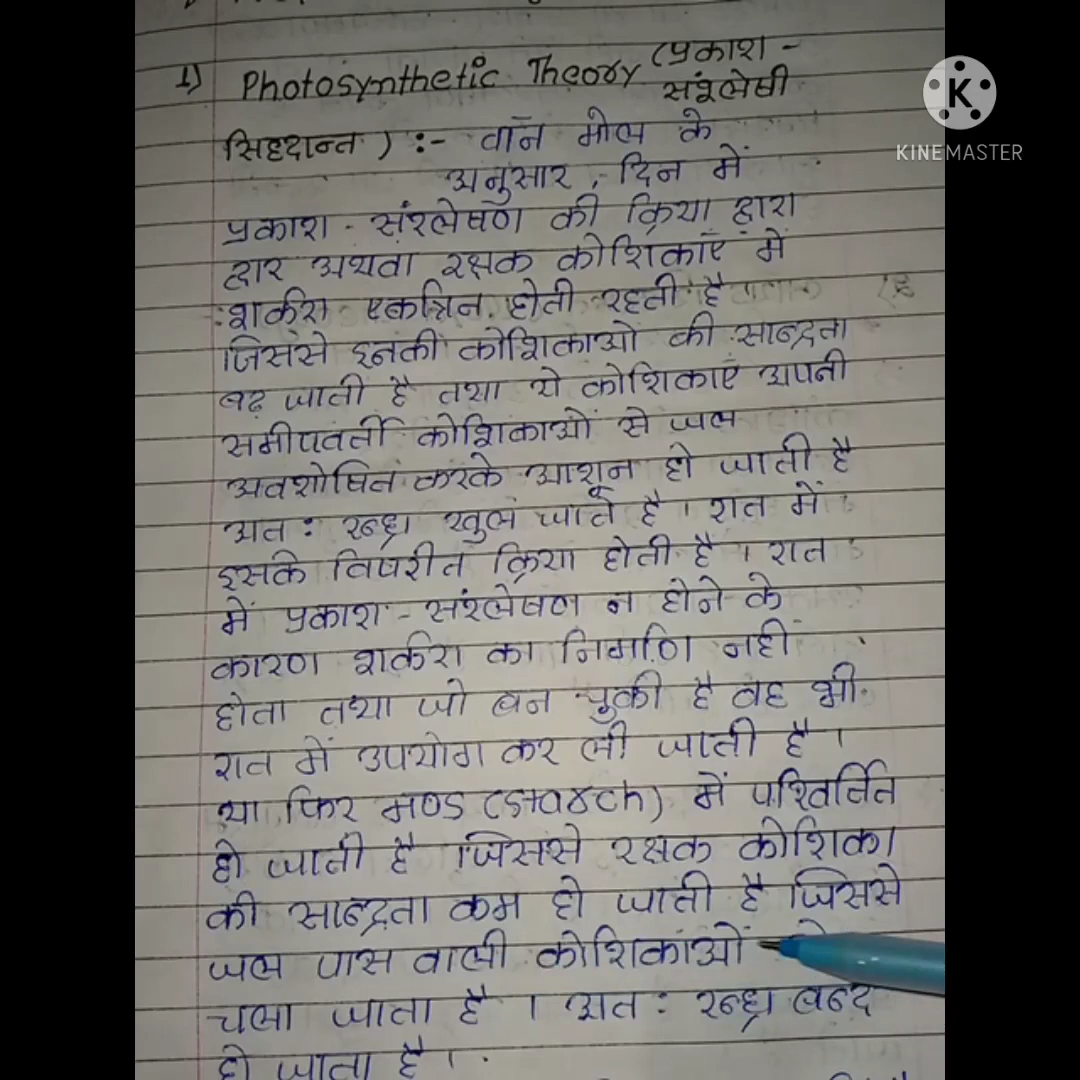 1) Photosynthetic Theory (प्रकाश -
संश्लेषी
सिद्दान्त ) :- वॉन मोल के
अनुसार, दिन में
प्रकाश - संश्लेषण की क्रिया द्वारा
द्वार अथवा रक्षक कोशिकाएँ में
शर्करा एकत्रित होती रहती है
जिससे इनकी कोशिकाओं की सान्द्रता
बढ़ जाती है तथा ये कोशिकाएं अपनी
समीपवर्ती कोशिकाओं से जल
अवशोषित करके आशून हो जाती है
अत: रन्ध्र खुल जाते है । रात में
इसके विपरीत क्रिया होती है । रात
में प्रकाश - संश्लेषण न होने के
कारण शर्करा का निर्माण नहीं
होता तथा जो बन चुकी है वह भी
रात में उपयोग कर ली जाती है ।
या फिर मण्ड (Starch) में परिवर्तित
हो जाती है जिससे रक्षक कोशिका
की सान्द्रता कम हो जाती है जिससे
जल पास वाली कोशिकाओं
चला जाता है । अत: रन्ध्र बन्द
हो जाता है ।
K
KINEMASTER